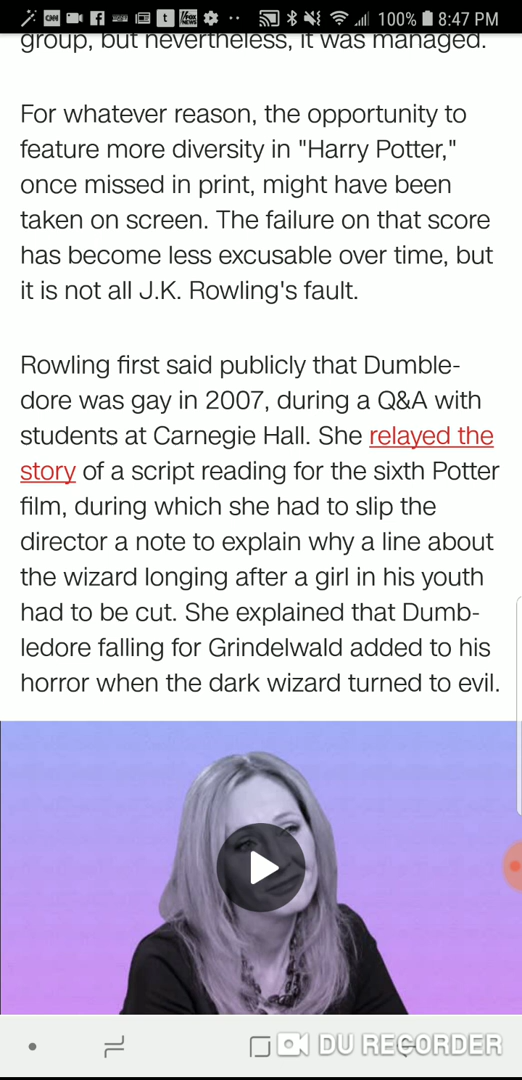 CNN f t FOX NEWS 100% 8:47 PM
group, but nevertheless, it was managed.
For whatever reason, the opportunity to
feature more diversity in "Harry Potter,"
once missed in print, might have been
taken on screen. The failure on that score
has become less excusable over time, but
it is not all J.K. Rowling's fault.
Rowling first said publicly that Dumble-
dore was gay in 2007, during a Q&A with
students at Carnegie Hall. She relayed the
story of a script reading for the sixth Potter
film, during which she had to slip the
director a note to explain why a line about
the wizard longing after a girl in his youth
had to be cut. She explained that Dumb-
ledore falling for Grindelwald added to his
horror when the dark wizard turned to evil.
DU RECORDER